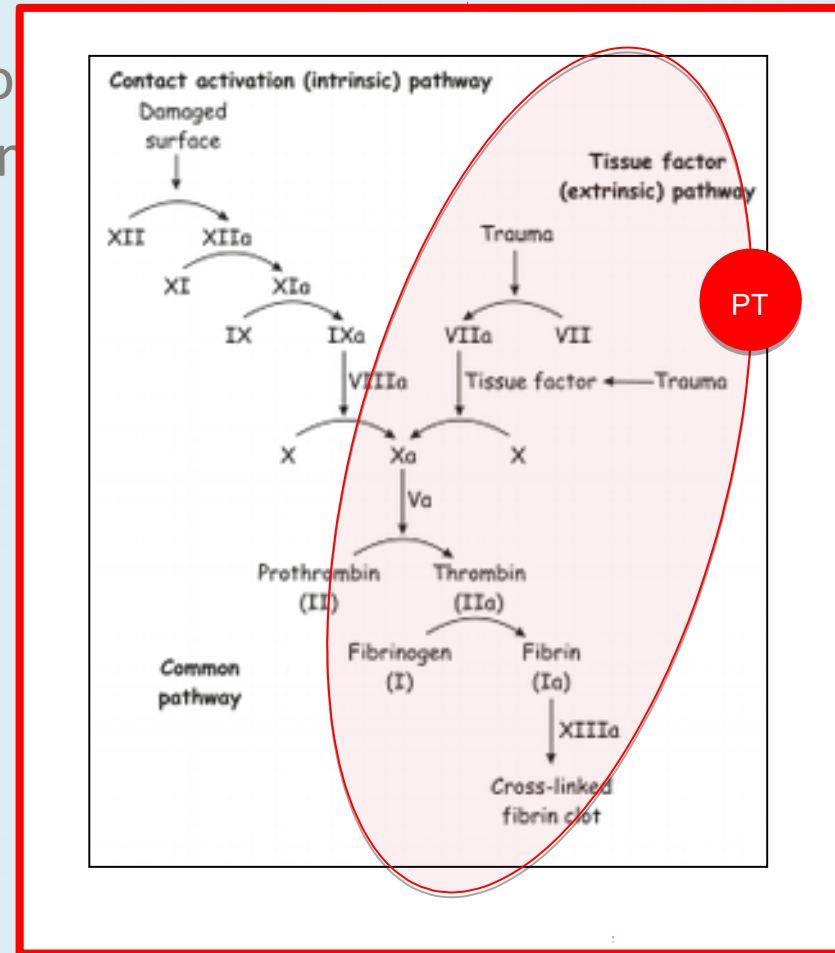 Contact activation (intrinsic) pathway
Damaged
surface
Tissue factor
(extrinsic) pathway
XII XIIa Trauma
XI XIa
IX IXa VIIa VII
VIIIa Tissue factor Trauma
X Xa X
Va
Prothrombin Thrombin
(II) (IIa)
Fibrinogen Fibrin
(I) (Ia)
Common
pathway
XIIIa
Cross-linked
fibrin clot
PT